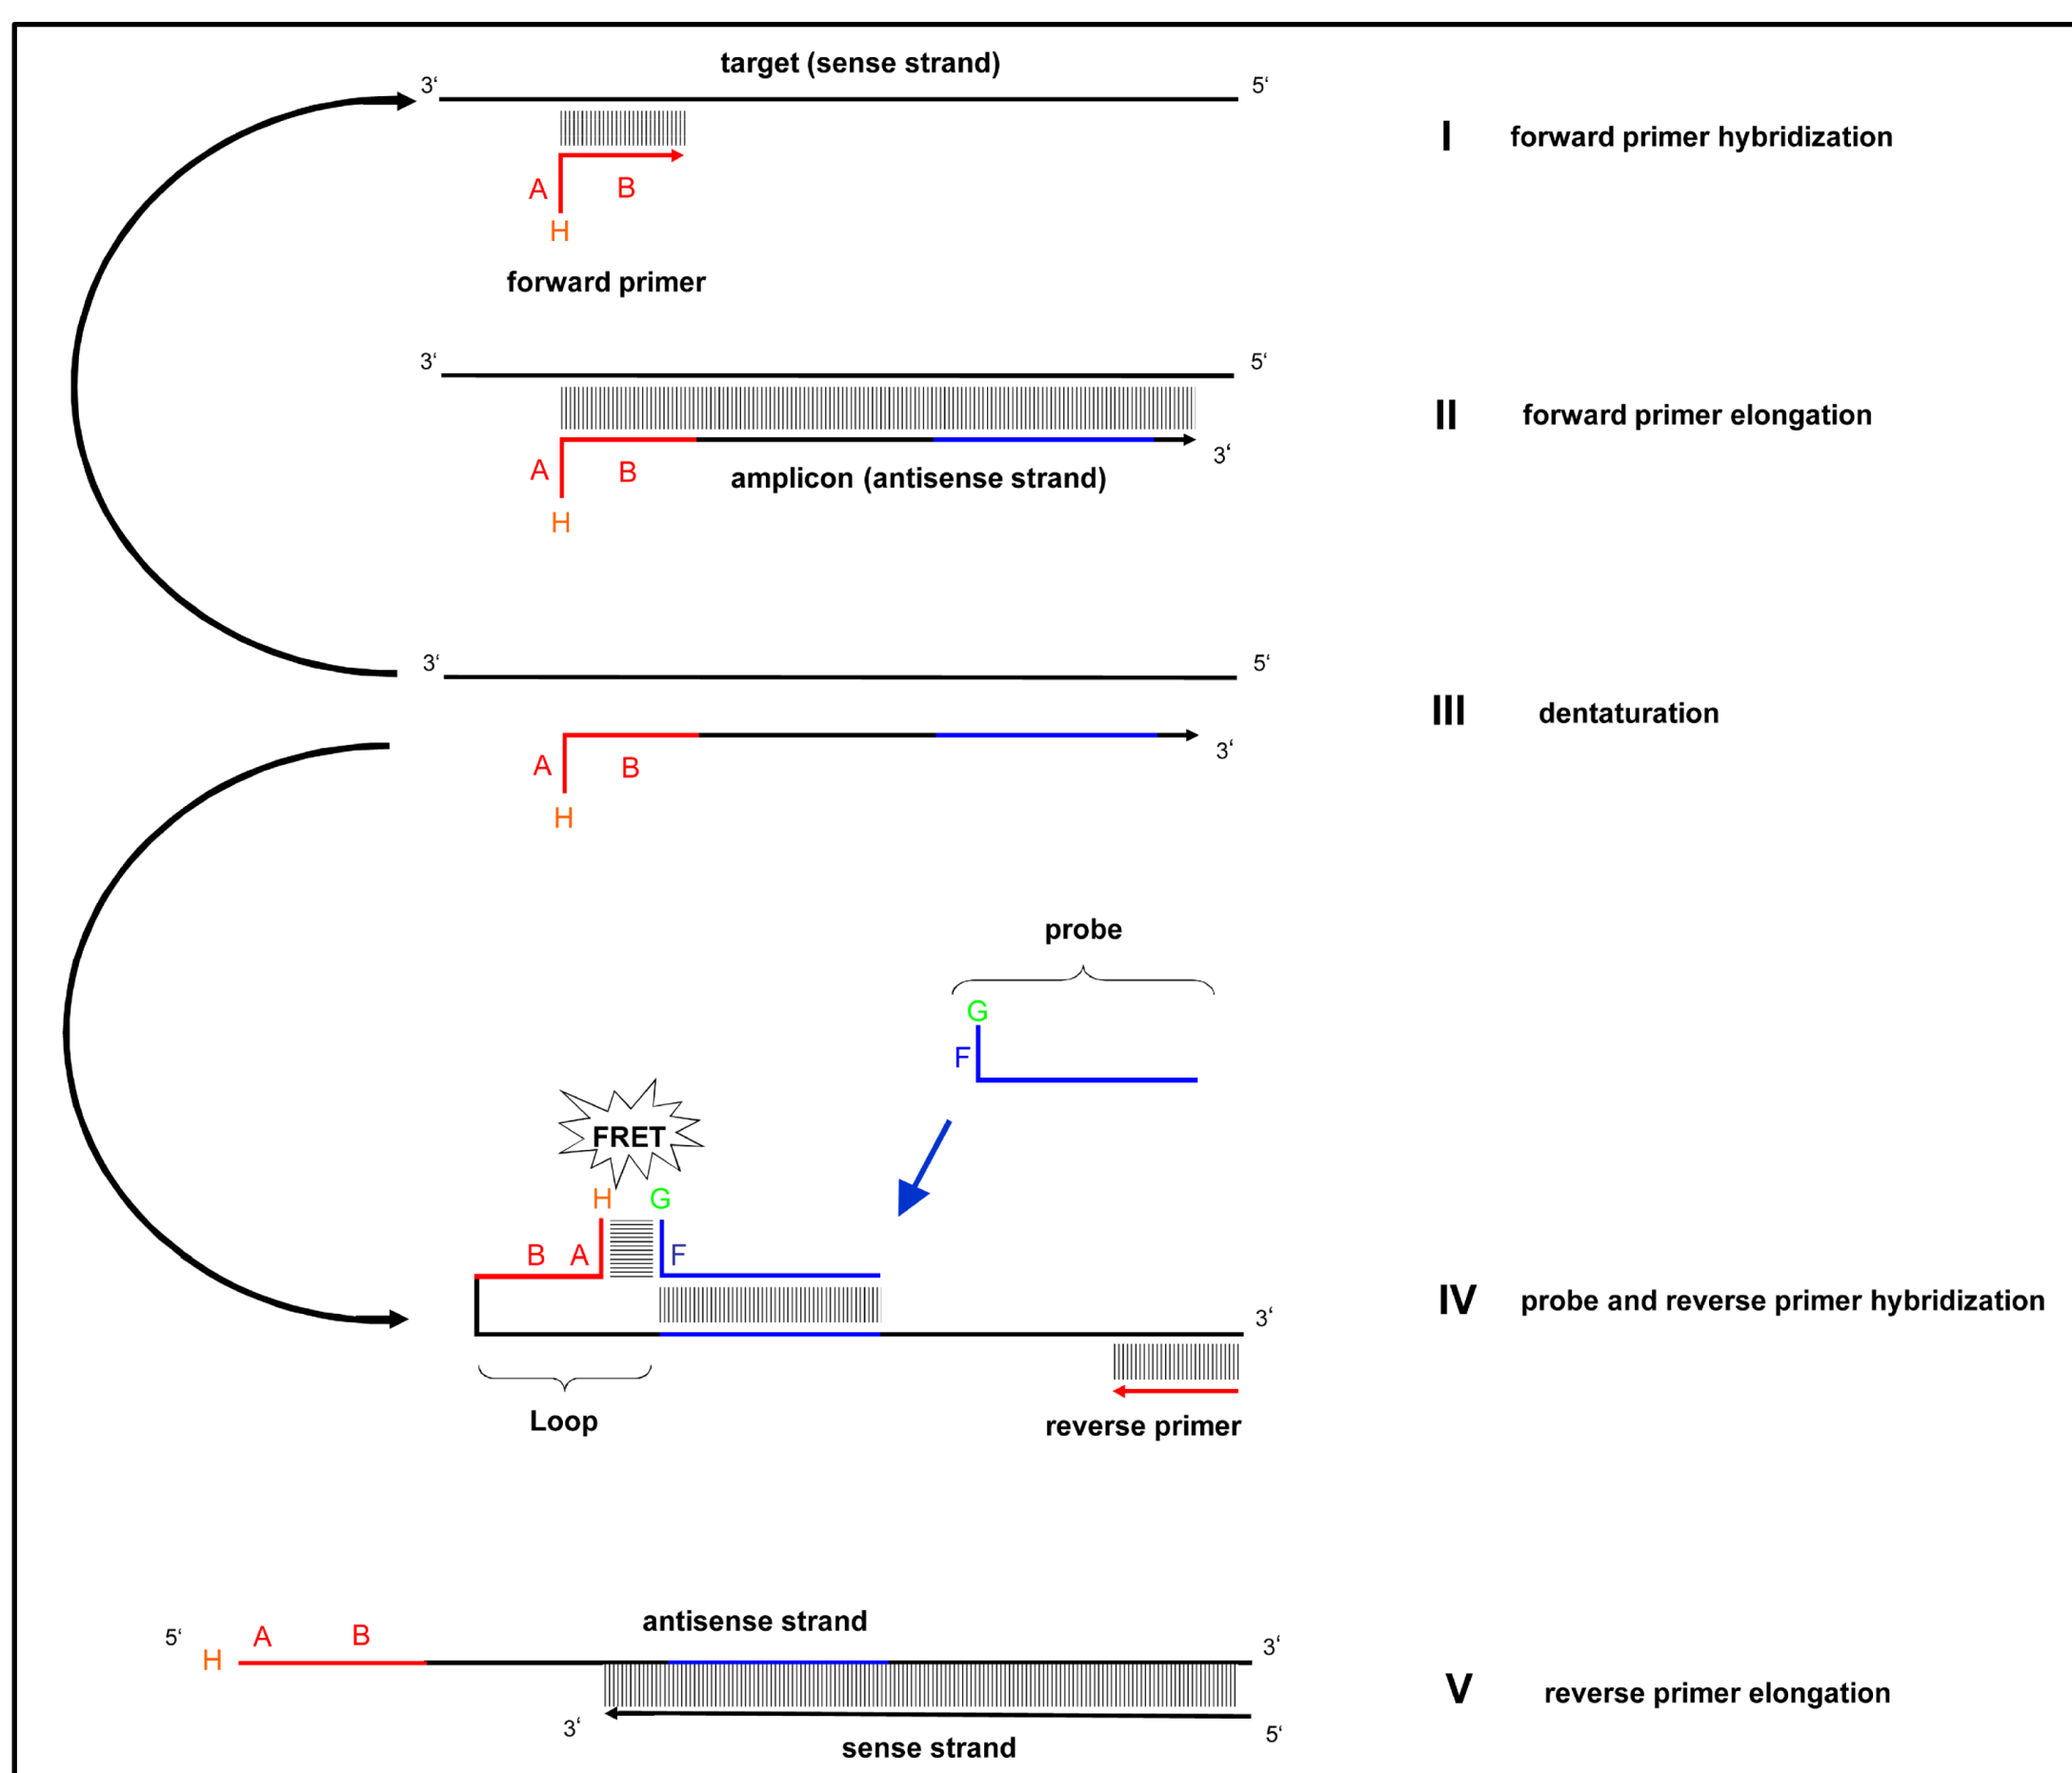 target (sense strand)
3‘ 5‘
I forward primer hybridization
A B
H
forward primer
3‘ 5‘
II forward primer elongation
3‘
A B amplicon (antisense strand)
H
3‘ 5‘
III dentaturation
3‘
A B
H
probe
G
F
FRET
H G
B A F
IV probe and reverse primer hybridization
3‘
Loop reverse primer
antisense strand
5‘ A B 3‘
H
V reverse primer elongation
3‘ 5‘
sense strand